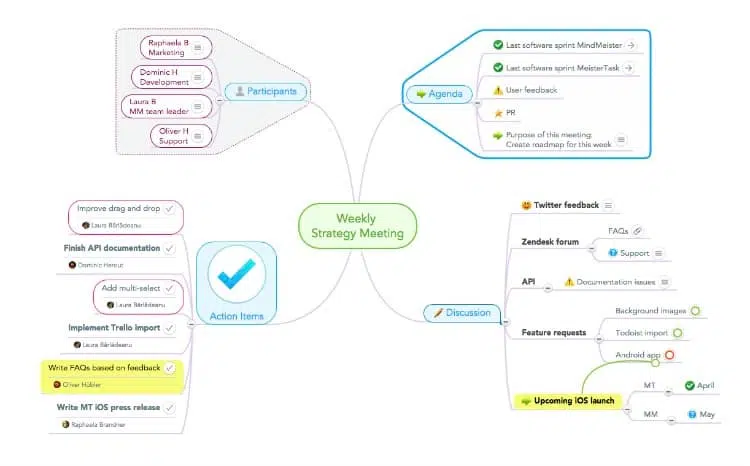 Weekly
Strategy Meeting
Participants
Raphaela B
Marketing
Dominic H
Development
Laura B
MM team leader
Oliver H
Support
Agenda
Last software sprint MindMeister
Last software sprint MeisterTask
User feedback
PR
Purpose of this meeting:
Create roadmap for this week
Action Items
Improve drag and drop
Laura Bârlădeanu
Finish API documentation
Dominic Herout
Add multi-select
Laura Bârlădeanu
Implement Trello import
Laura Bârlădeanu
Write FAQs based on feedback
Oliver Hübler
Write MT iOS press release
Raphaela Brandner
Discussion
Twitter feedback
Zendesk forum
FAQs
Support
API
Documentation issues
Feature requests
Background images
Todoist import
Android app
Upcoming iOS launch
MT
April
MM
May